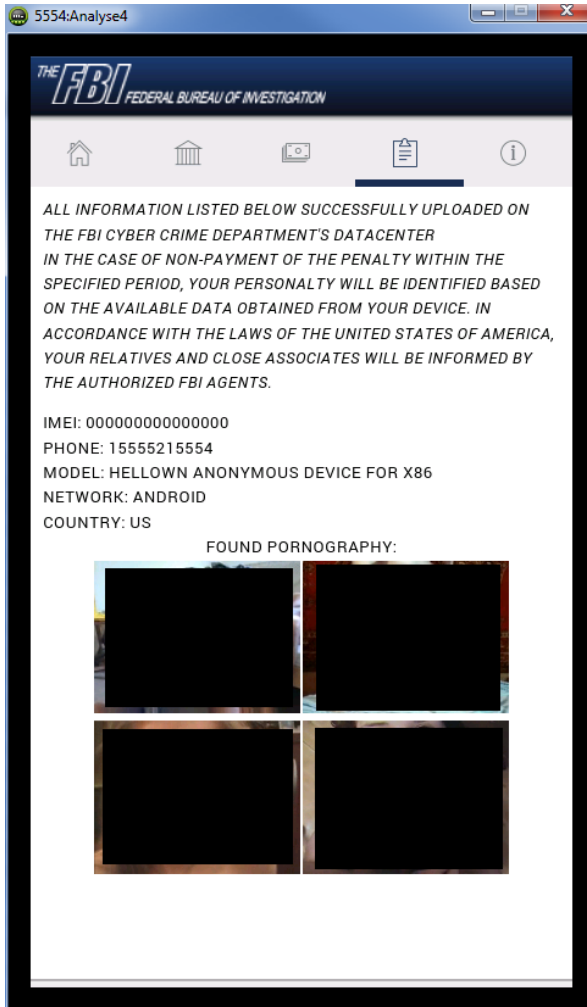 5554:Analyse4
THE FBI FEDERAL BUREAU OF INVESTIGATION
ALL INFORMATION LISTED BELOW SUCCESSFULLY UPLOADED ON
THE FBI CYBER CRIME DEPARTMENT'S DATACENTER
IN THE CASE OF NON-PAYMENT OF THE PENALTY WITHIN THE
SPECIFIED PERIOD, YOUR PERSONALTY WILL BE IDENTIFIED BASED
ON THE AVAILABLE DATA OBTAINED FROM YOUR DEVICE. IN
ACCORDANCE WITH THE LAWS OF THE UNITED STATES OF AMERICA,
YOUR RELATIVES AND CLOSE ASSOCIATES WILL BE INFORMED BY
THE AUTHORIZED FBI AGENTS.
IMEI: 000000000000000
PHONE: 15555215554
MODEL: HELLOWN ANONYMOUS DEVICE FOR X86
NETWORK: ANDROID
COUNTRY: US
FOUND PORNOGRAPHY: